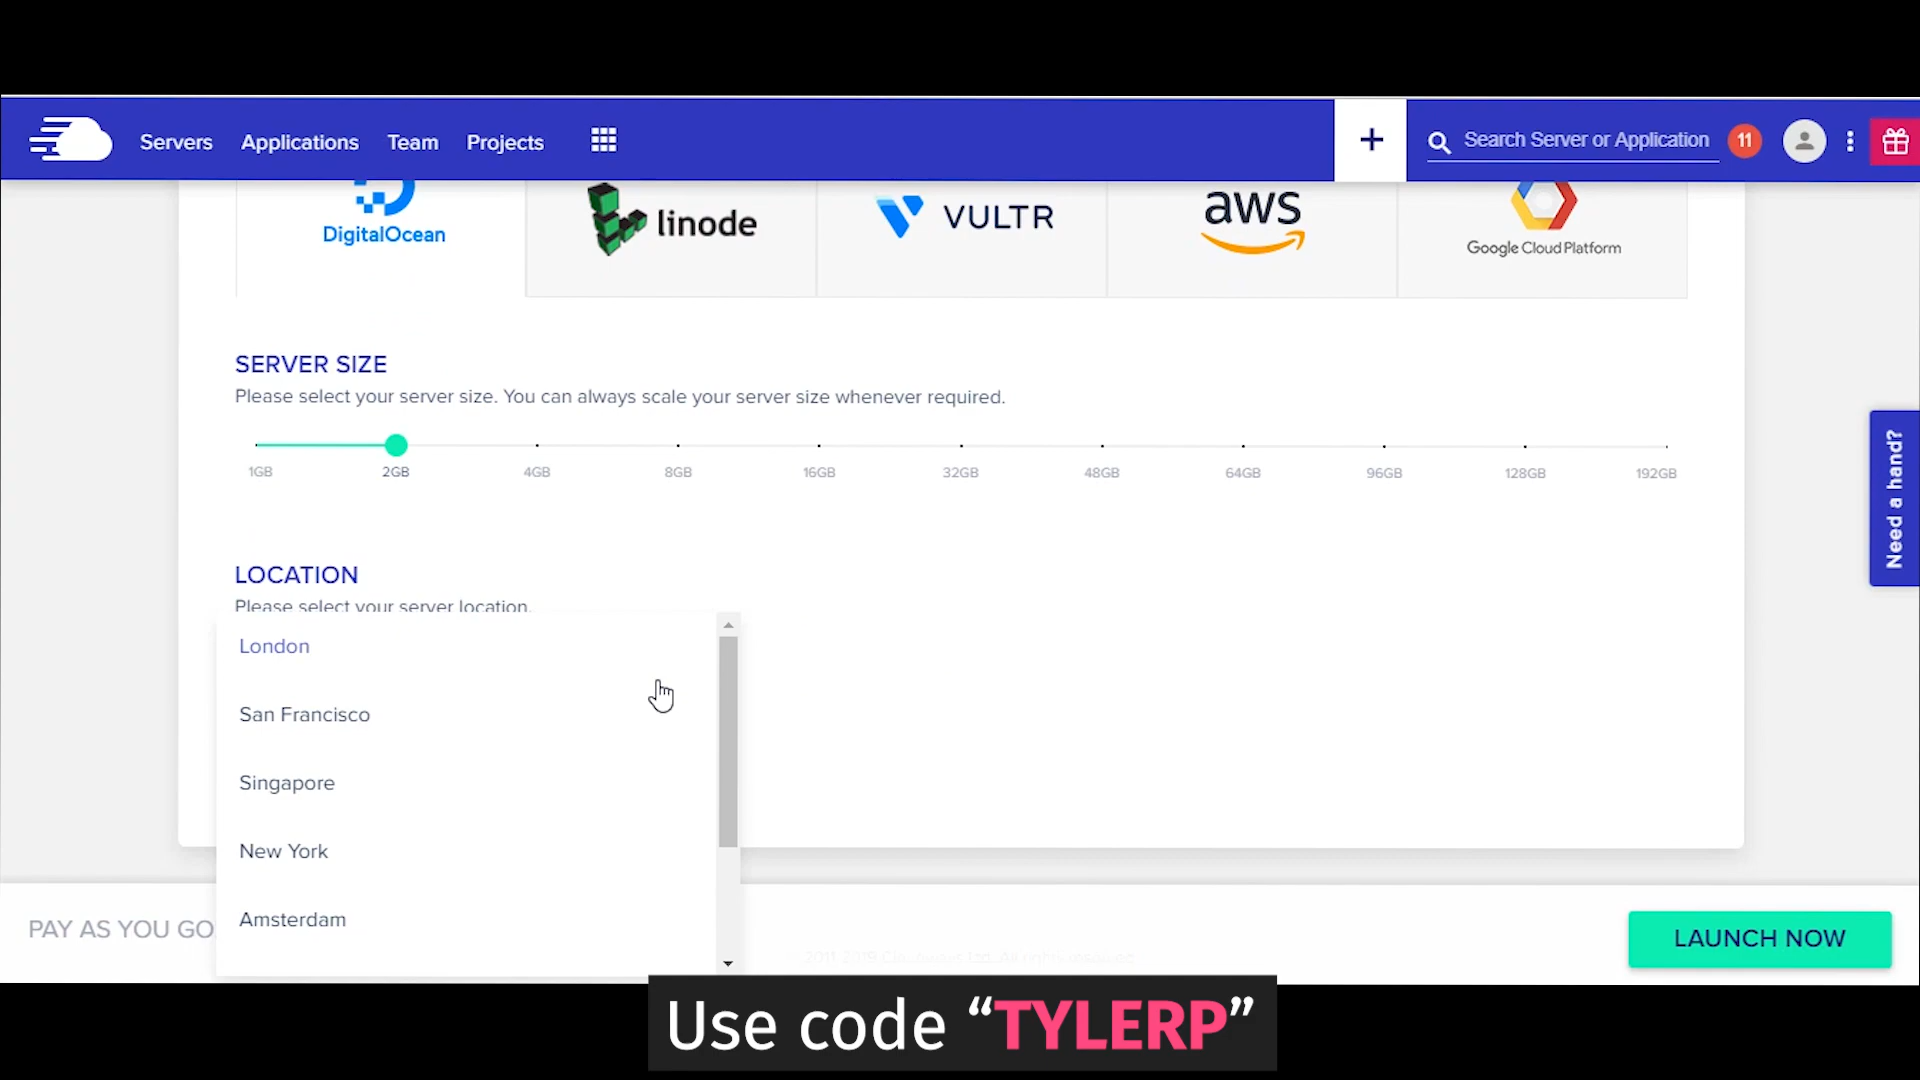 Servers Applications Team Projects + Search Server or Application 11
DigitalOcean linode VULTR aws Google Cloud Platform
SERVER SIZE
Please select your server size. You can always scale your server size whenever required.
1GB 2GB 4GB 8GB 16GB 32GB 48GB 64GB 96GB 128GB 192GB
Need a hand?
LOCATION
Please select your server location.
London
San Francisco
Singapore
New York
Amsterdam
PAY AS YOU GO
LAUNCH NOW
Use code “TYLERP”